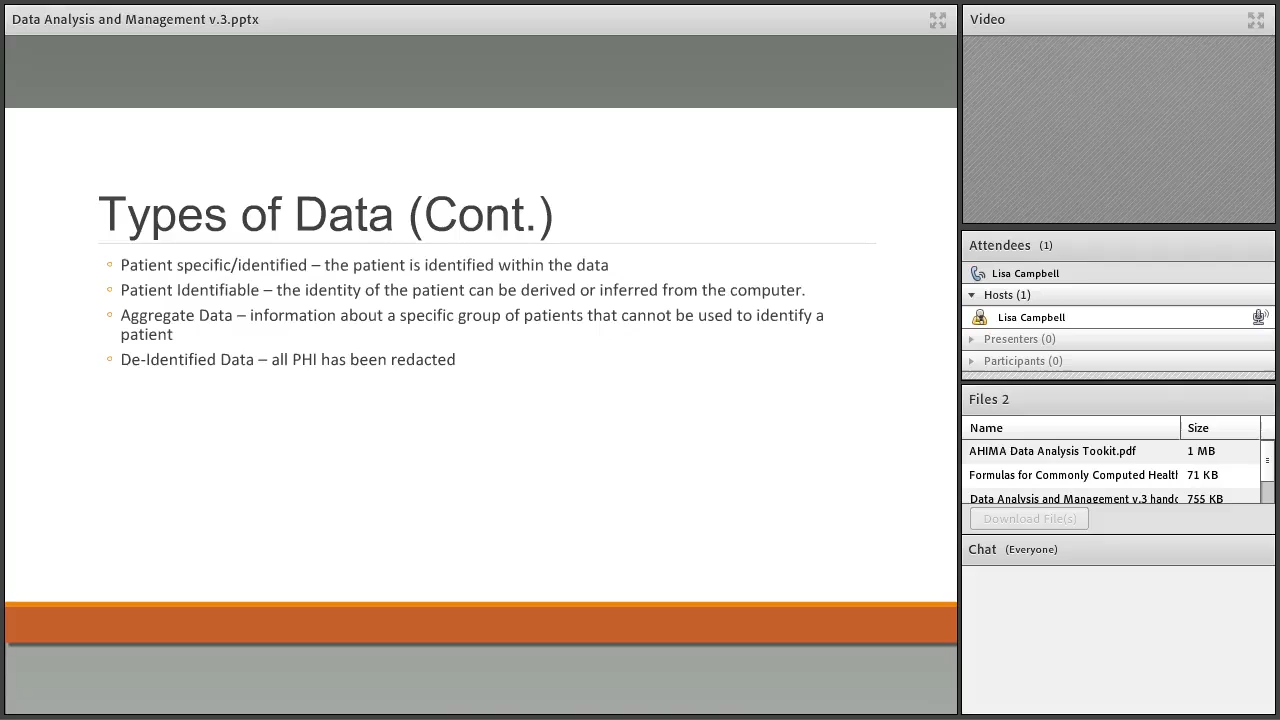 Data Analysis and Management v.3.pptx
Types of Data (Cont.)
Patient specific/identified – the patient is identified within the data
Patient Identifiable – the identity of the patient can be derived or inferred from the computer.
Aggregate Data – information about a specific group of patients that cannot be used to identify a
patient
De-Identified Data – all PHI has been redacted
Video
Attendees (1)
Lisa Campbell
Hosts (1)
Lisa Campbell
Presenters (0)
Participants (0)
Files 2
Name Size
AHIMA Data Analysis Tookit.pdf 1 MB
Formulas for Commonly Computed Health 71 KB
Data Analysis and Management v.3 handc 755 KB
Download File(s)
Chat (Everyone)